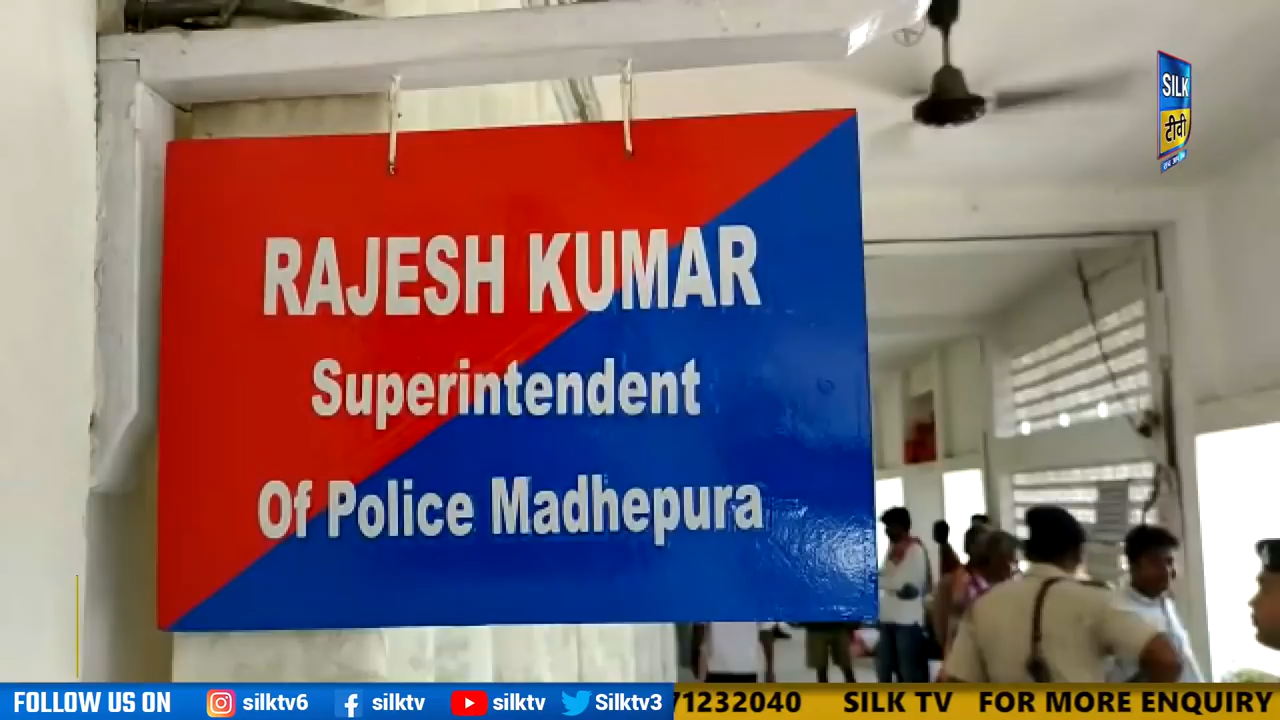 SILK
टीवी
RAJESH KUMAR
Superintendent
Of Police Madhepura
FOLLOW US ON silktv6 silktv silktv Silktv3 71232040 SILK TV FOR MORE ENQUIRY